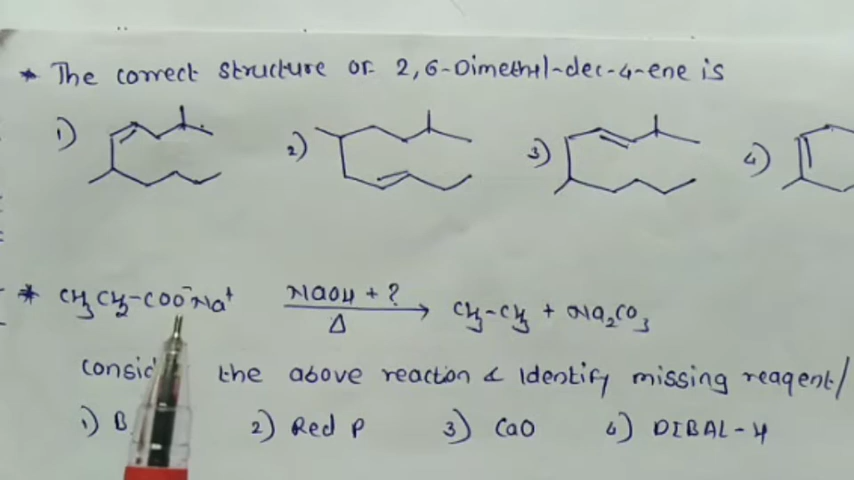 * The correct structure of 2,6-Dimethyl-dec-4-ene is
1) 2) 3) 4)
* CH3CH2-COO⁻Na⁺ NaOH + ? Δ → CH3-CH3 + Na2CO3
the above reaction & Identify missing reagent/
1) B 2) Red P 3) CaO 4) DIBAL-H